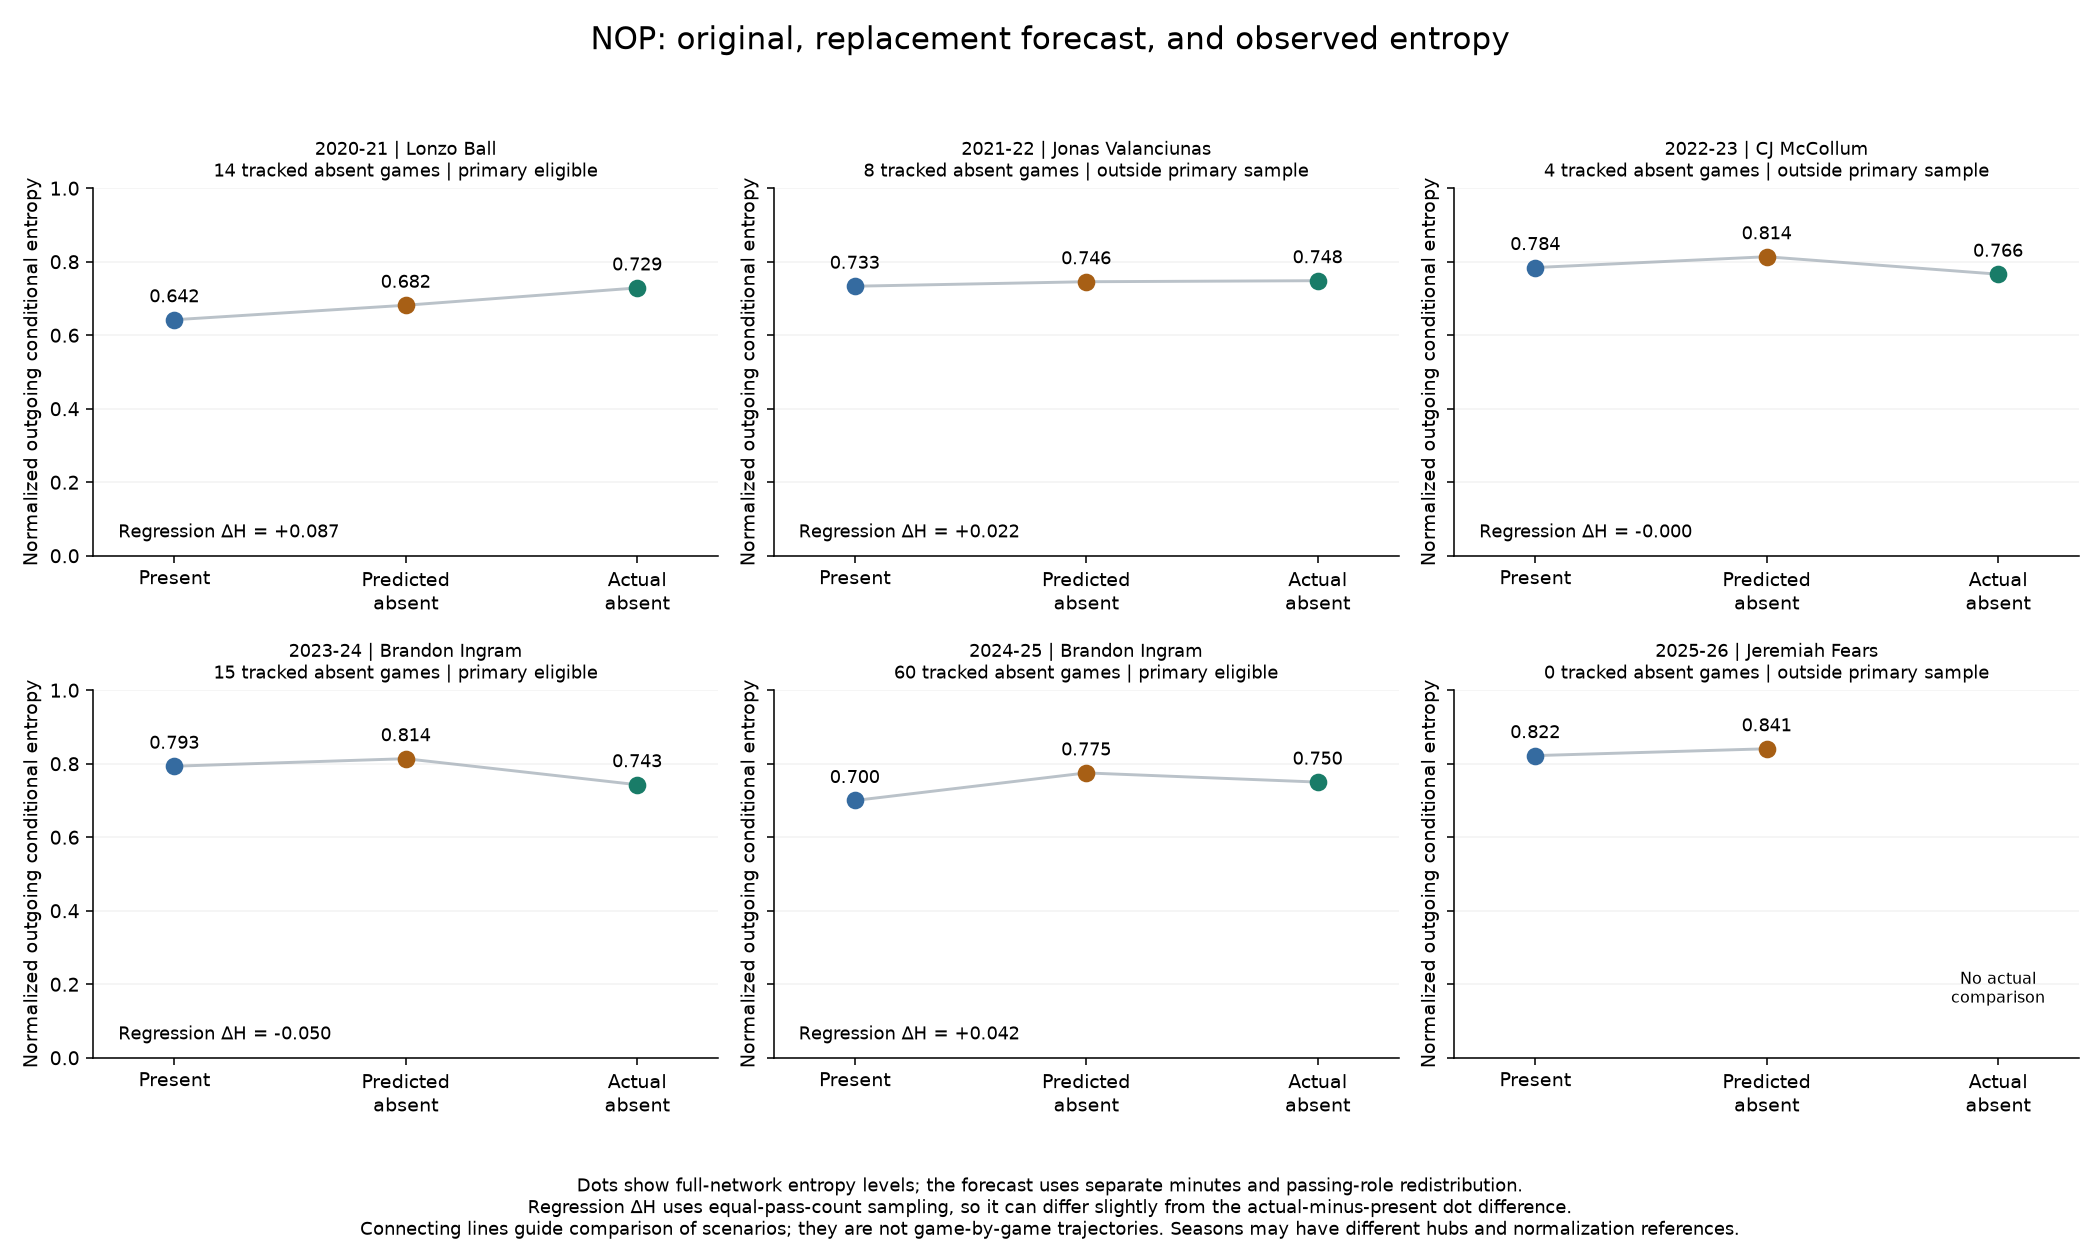 NOP: original, replacement forecast, and observed entropy
2020-21 | Lonzo Ball
14 tracked absent games | primary eligible
Normalized outgoing conditional entropy
1.0
0.8
0.6
0.4
0.2
0.0
0.642
0.682
0.729
Regression ΔH = +0.087
Present
Predicted
absent
Actual
absent
2021-22 | Jonas Valanciunas
8 tracked absent games | outside primary sample
Normalized outgoing conditional entropy
0.733
0.746
0.748
Regression ΔH = +0.022
Present
Predicted
absent
Actual
absent
2022-23 | CJ McCollum
4 tracked absent games | outside primary sample
Normalized outgoing conditional entropy
0.784
0.814
0.766
Regression ΔH = -0.000
Present
Predicted
absent
Actual
absent
2023-24 | Brandon Ingram
15 tracked absent games | primary eligible
Normalized outgoing conditional entropy
1.0
0.8
0.6
0.4
0.2
0.0
0.793
0.814
0.743
Regression ΔH = -0.050
Present
Predicted
absent
Actual
absent
2024-25 | Brandon Ingram
60 tracked absent games | primary eligible
Normalized outgoing conditional entropy
0.700
0.775
0.750
Regression ΔH = +0.042
Present
Predicted
absent
Actual
absent
2025-26 | Jeremiah Fears
0 tracked absent games | outside primary sample
Normalized outgoing conditional entropy
0.822
0.841
No actual
comparison
Present
Predicted
absent
Actual
absent
Dots show full-network entropy levels; the forecast uses separate minutes and passing-role redistribution.
Regression ΔH uses equal-pass-count sampling, so it can differ slightly from the actual-minus-present dot difference.
Connecting lines guide comparison of scenarios; they are not game-by-game trajectories. Seasons may have different hubs and normalization references.